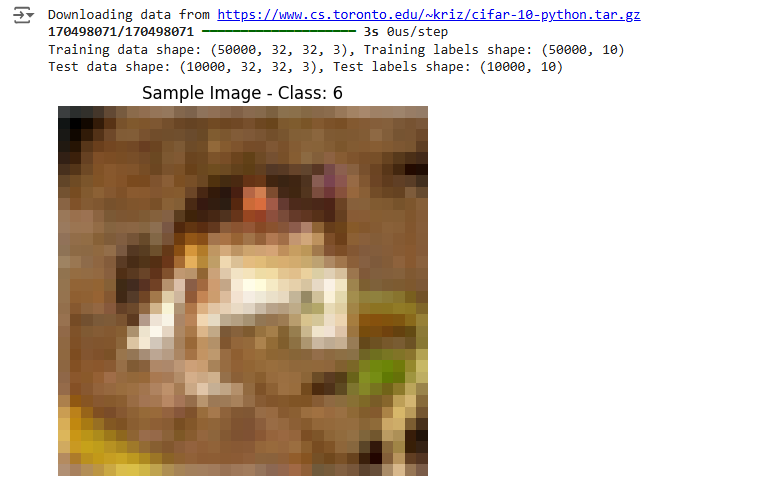 Downloading data from https://www.cs.toronto.edu/~kriz/cifar-10-python.tar.gz
170498071/170498071 ━━━━━━━━━━━━━━━━━━━━ 3s 0us/step
Training data shape: (50000, 32, 32, 3), Training labels shape: (50000, 10)
Test data shape: (10000, 32, 32, 3), Test labels shape: (10000, 10)
Sample Image - Class: 6